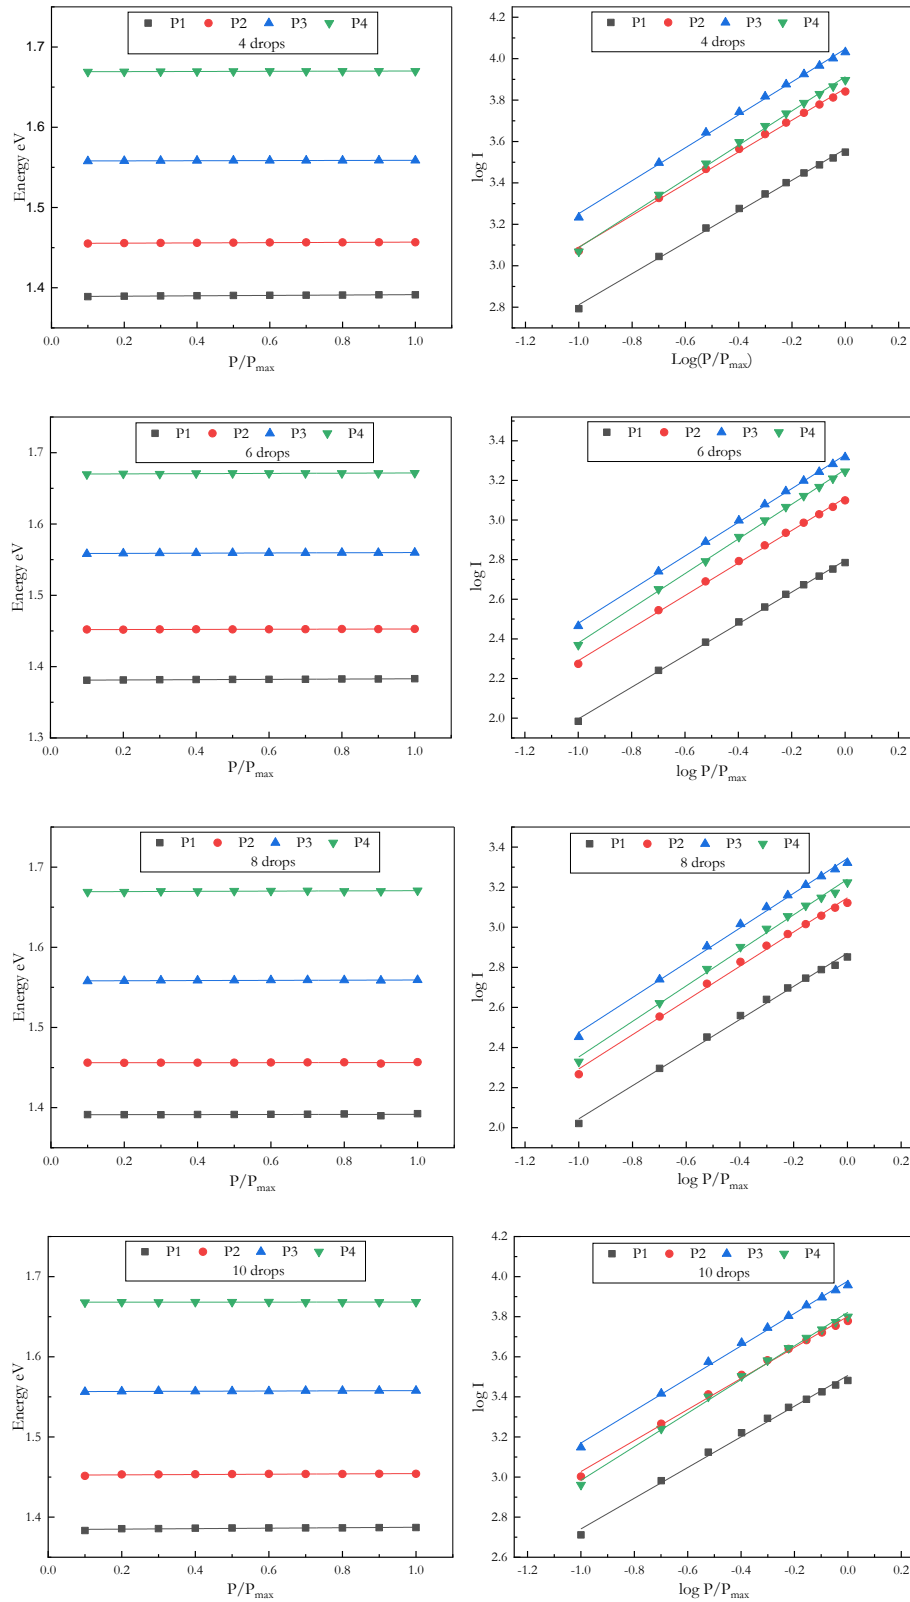 P1 P2 P3 P4
4 drops
1.7
1.6
1.5
1.4
Energy eV
0.0 0.2 0.4 0.6 0.8 1.0
P/Pmax
P1 P2 P3 P4
4 drops
4.0
3.6
3.2
2.8
log I
-1.2 -1.0 -0.8 -0.6 -0.4 -0.2 0.0 0.2
Log(P/Pmax)
P1 P2 P3 P4
6 drops
1.7
1.6
1.5
1.4
1.3
Energy eV
0.0 0.2 0.4 0.6 0.8 1.0
P/Pmax
P1 P2 P3 P4
6 drops
3.4
3.2
3.0
2.8
2.6
2.4
2.2
2.0
log I
-1.2 -1.0 -0.8 -0.6 -0.4 -0.2 0.0 0.2
log P/Pmax
P1 P2 P3 P4
8 drops
1.7
1.6
1.5
1.4
Energy eV
0.0 0.2 0.4 0.6 0.8 1.0
P/Pmax
P1 P2 P3 P4
8 drops
3.4
3.2
3.0
2.8
2.6
2.4
2.2
2.0
log I
-1.2 -1.0 -0.8 -0.6 -0.4 -0.2 0.0 0.2
log P/Pmax
P1 P2 P3 P4
10 drops
1.7
1.6
1.5
1.4
Energy eV
0.0 0.2 0.4 0.6 0.8 1.0
P/Pmax
P1 P2 P3 P4
10 drops
4.2
4.0
3.8
3.6
3.4
3.2
3.0
2.8
2.6
log I
-1.2 -1.0 -0.8 -0.6 -0.4 -0.2 0.0 0.2
log P/Pmax